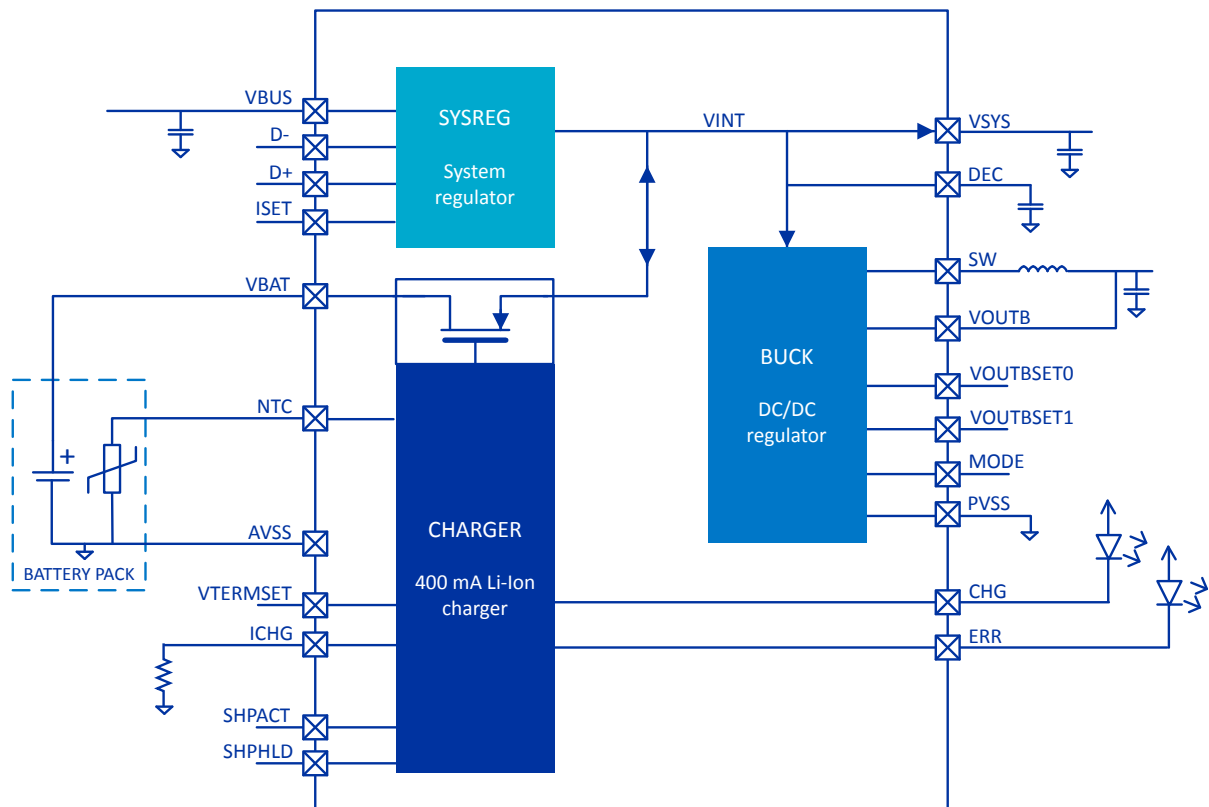 VBUS
D-
D+
ISET
VBAT
NTC
AVSS
VTERMSET
ICHG
SHPACT
SHPHLD
+
BATTERY PACK
SYSREG
System
regulator
CHARGER
400 mA Li-Ion
charger
VINT
BUCK
DC/DC
regulator
VSYS
DEC
SW
VOUTB
VOUTBSET0
VOUTBSET1
MODE
PVSS
CHG
ERR